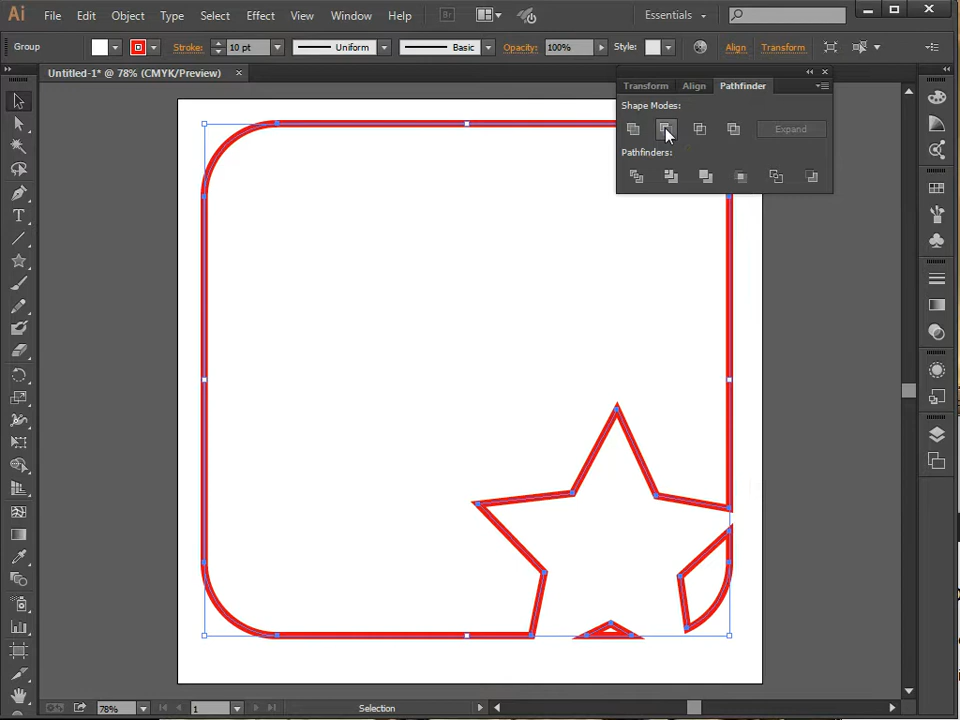 Ai File Edit Object Type Select Effect View Window Help Br Essentials
Group Stroke: 10 pt Uniform Basic Opacity: 100% Style: Align Transform
Untitled-1* @ 78% (CMYK/Preview)
Transform Align Pathfinder
Shape Modes:
Expand
Pathfinders:
78% 1 Selection